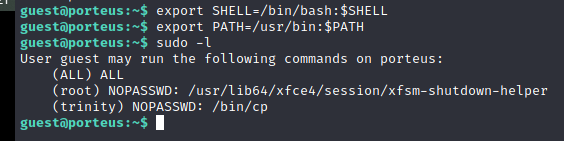 guest@porteus:~$ export SHELL=/bin/bash:$SHELL
guest@porteus:~$ export PATH=/usr/bin:$PATH
guest@porteus:~$ sudo -l
User guest may run the following commands on porteus:
    (ALL) ALL
    (root) NOPASSWD: /usr/lib64/xfce4/session/xfsm-shutdown-helper
    (trinity) NOPASSWD: /bin/cp
guest@porteus:~$